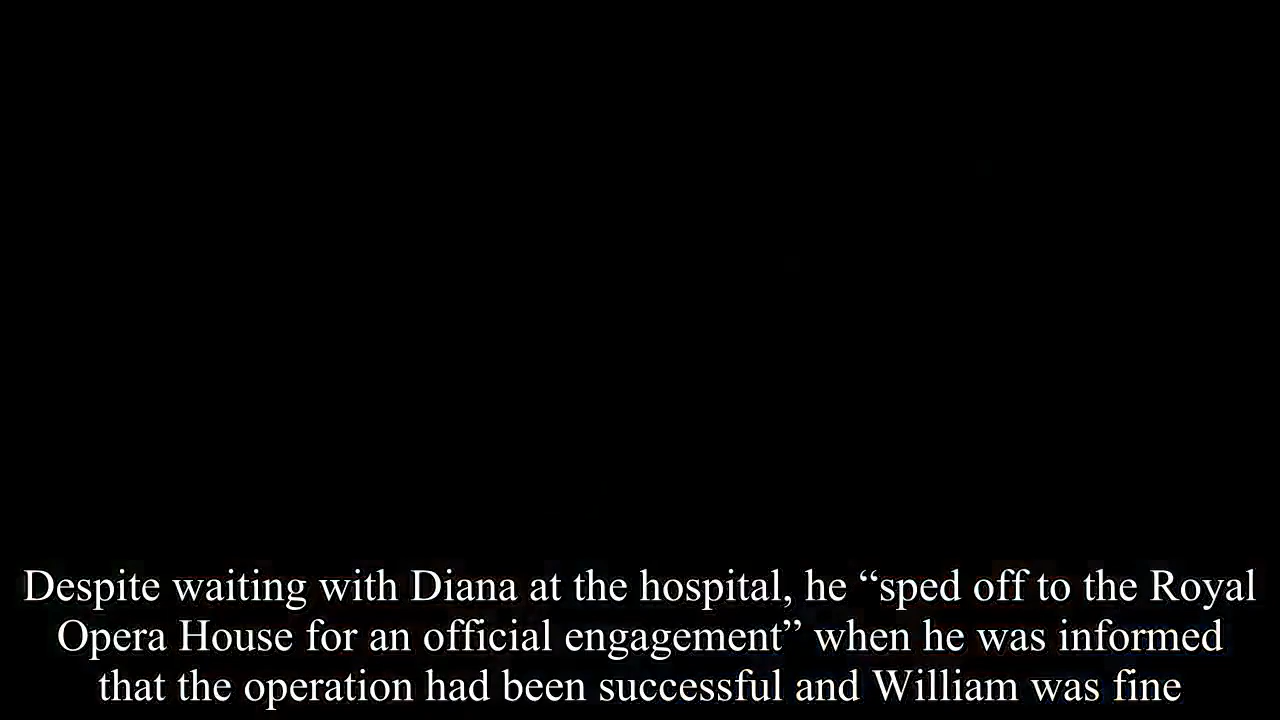 Despite waiting with Diana at the hospital, he “sped off to the Royal
Opera House for an official engagement” when he was informed
that the operation had been successful and William was fine